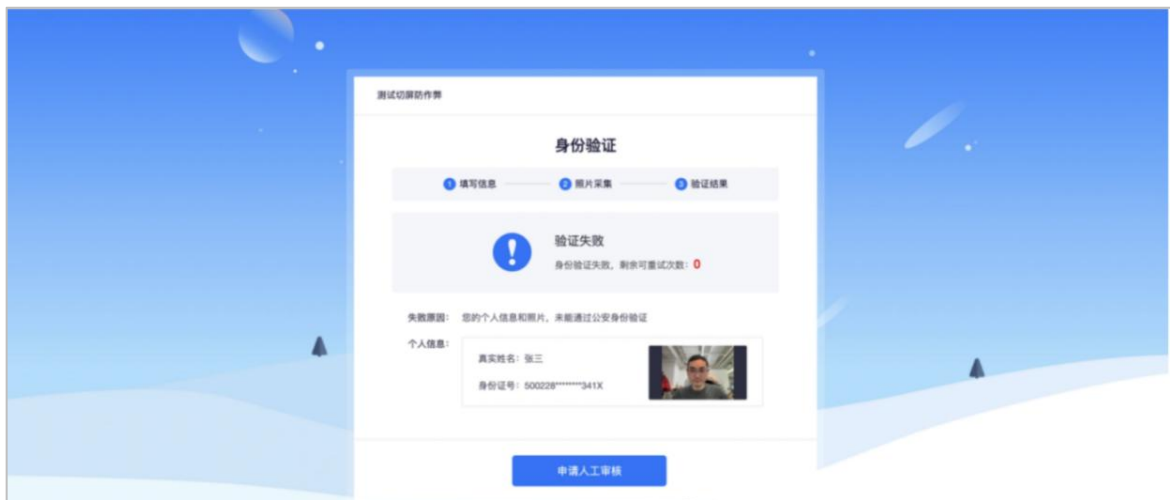 测试切屏防作弊
身份验证
1 填写信息 2 照片采集 3 验证结果
验证失败
身份验证失败，剩余可重试次数：0
失败原因： 您的个人信息和照片，未能通过公安身份验证
个人信息：
真实姓名：张三
身份证号：500228********341X
申请人工审核